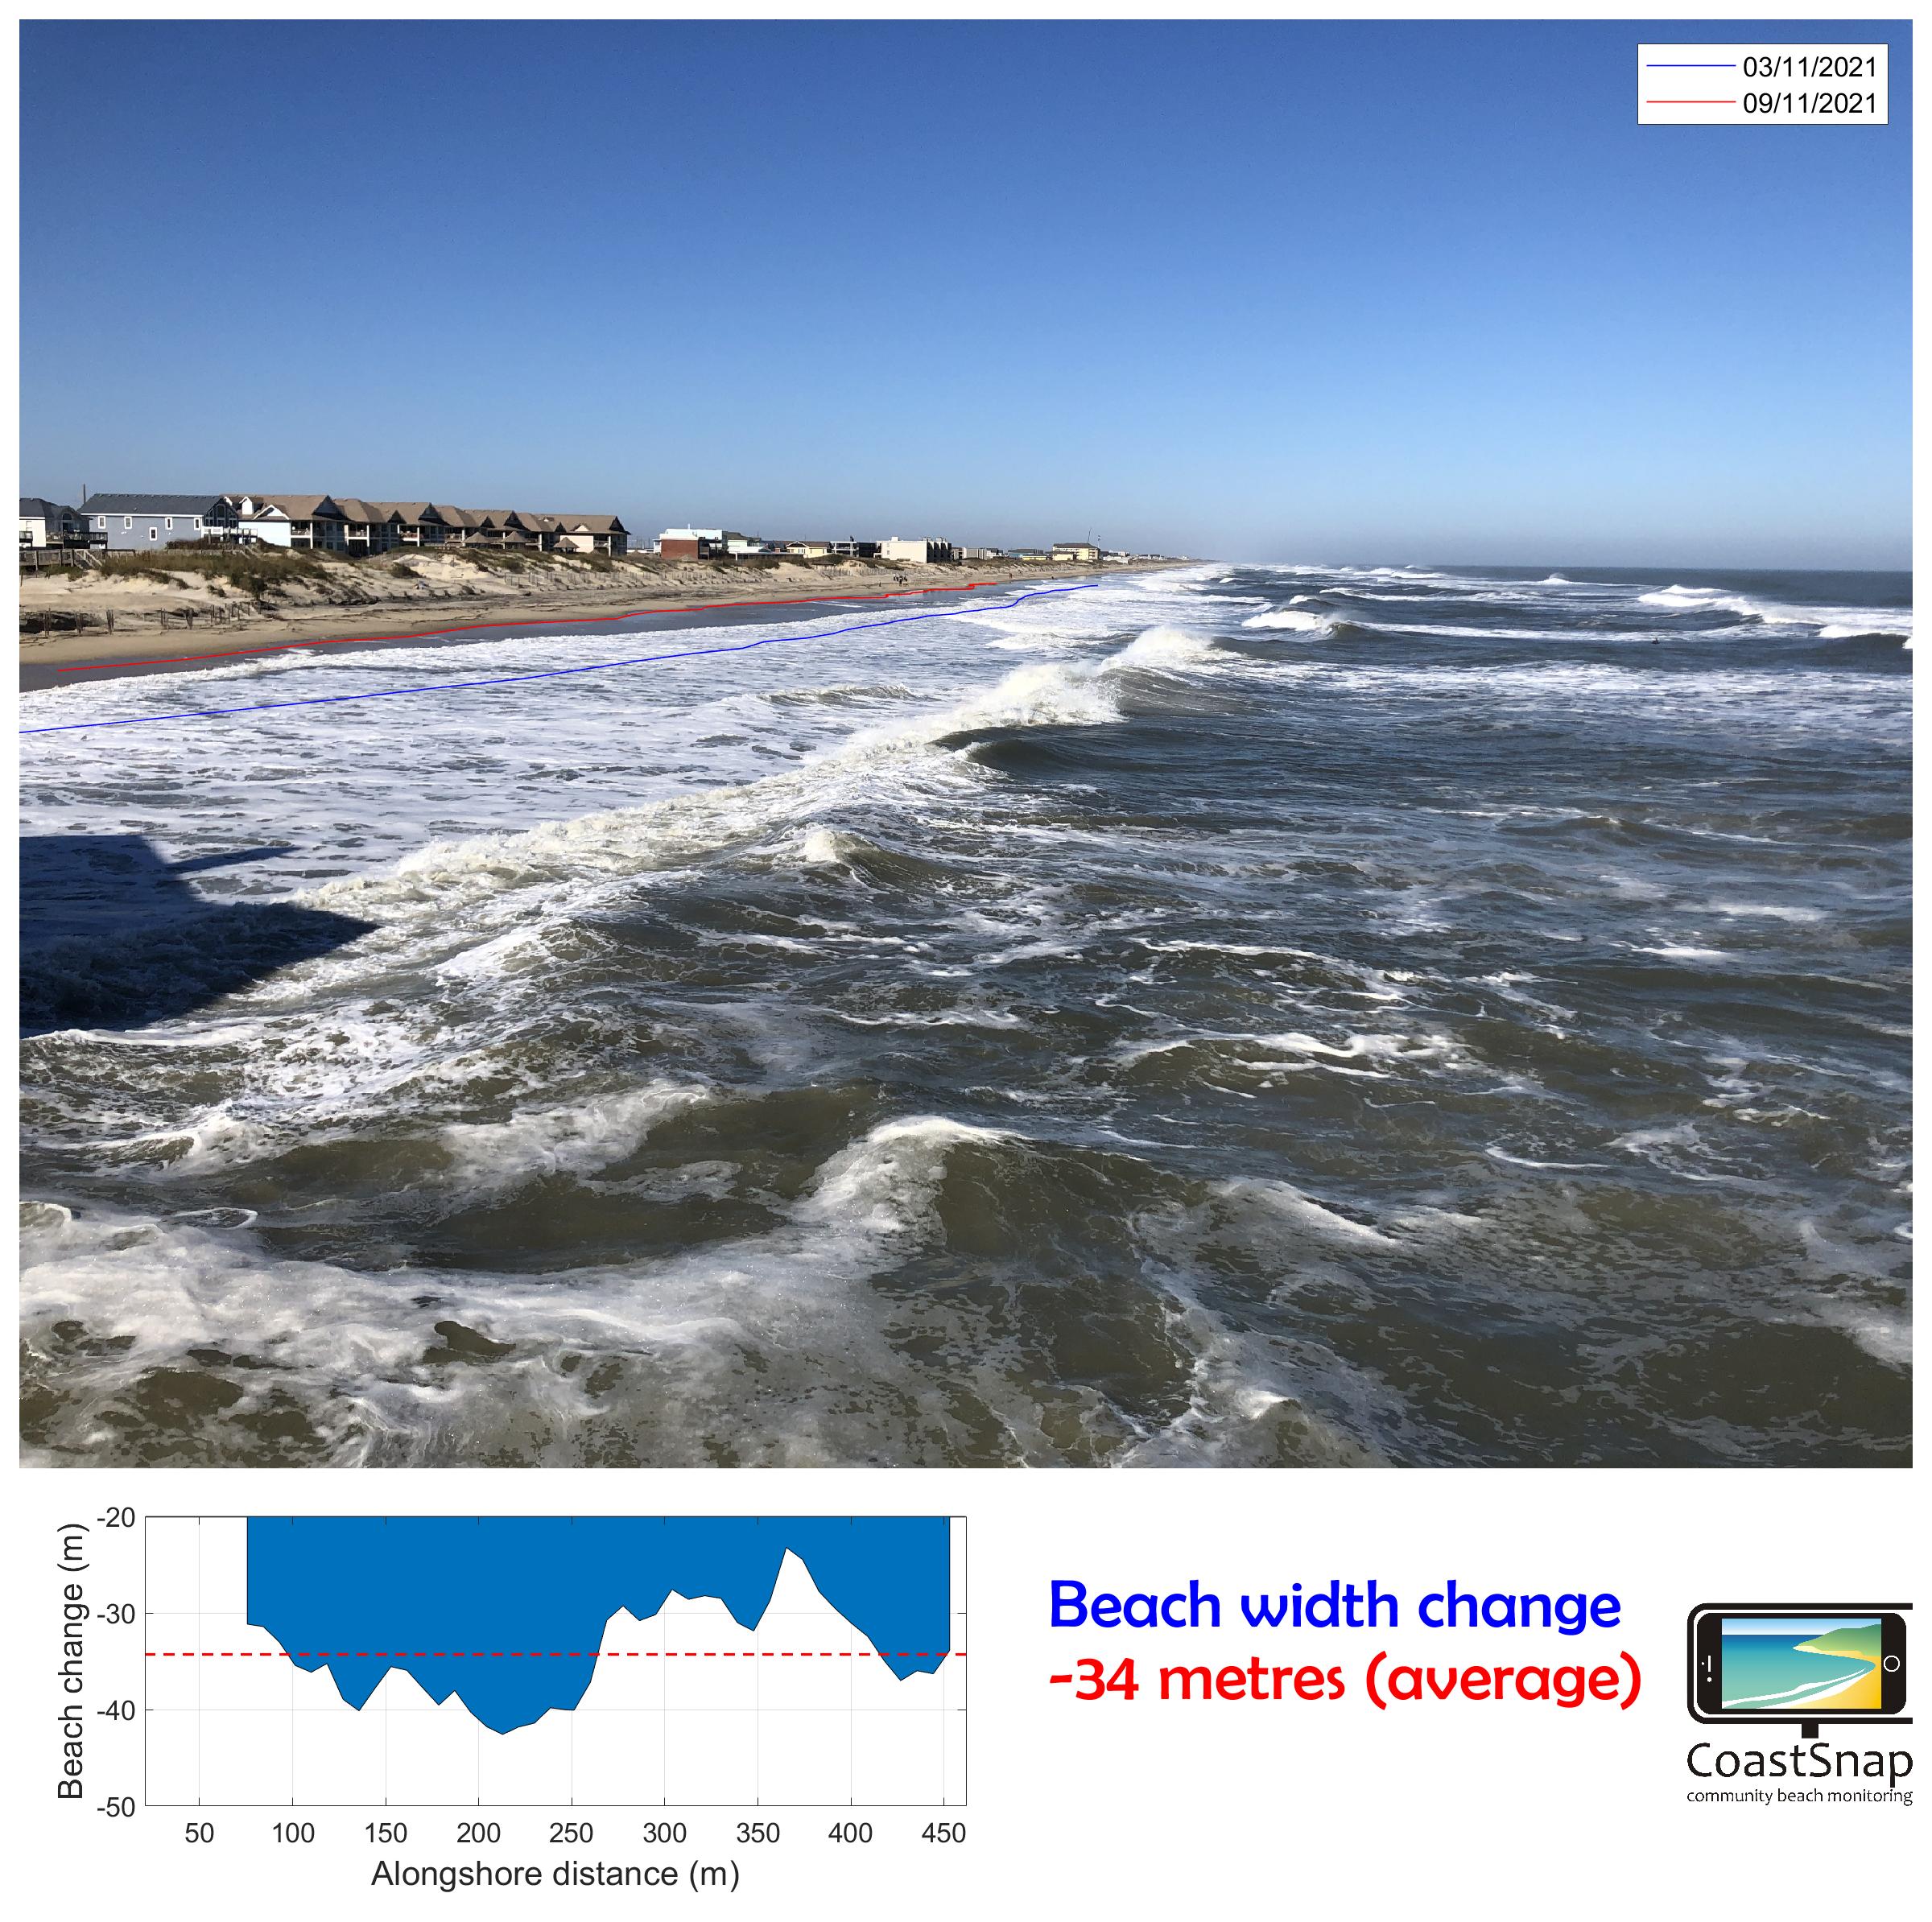 03/11/2021
09/11/2021
-20
-30
-40
-50
Beach change (m)
50 100 150 200 250 300 350 400 450
Alongshore distance (m)
Beach width change
-34 metres (average)
CoastSnap
community beach monitoring